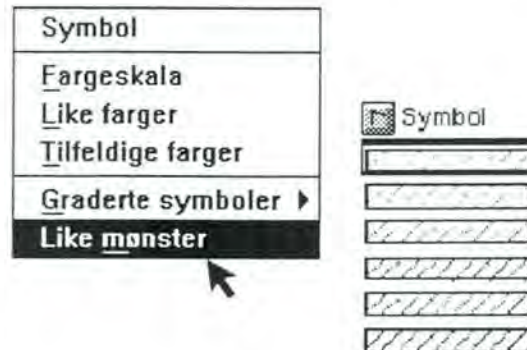 Symbol
Fargeskala
Like farger
Tilfeldige farger
Graderte symboler
Like mønster
Symbol